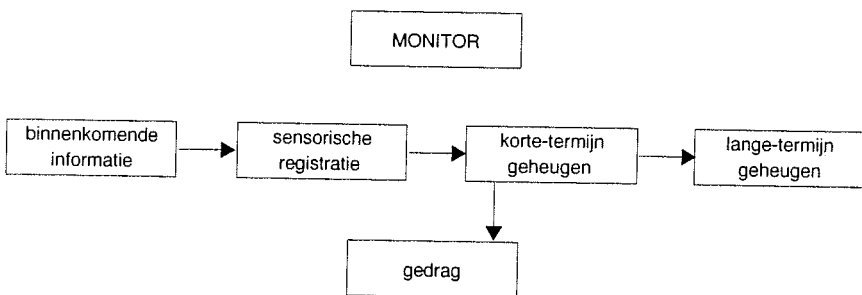 MONITOR
binnenkomende
informatie
sensorische
registratie
korte-termijn
geheugen
lange-termijn
geheugen
gedrag